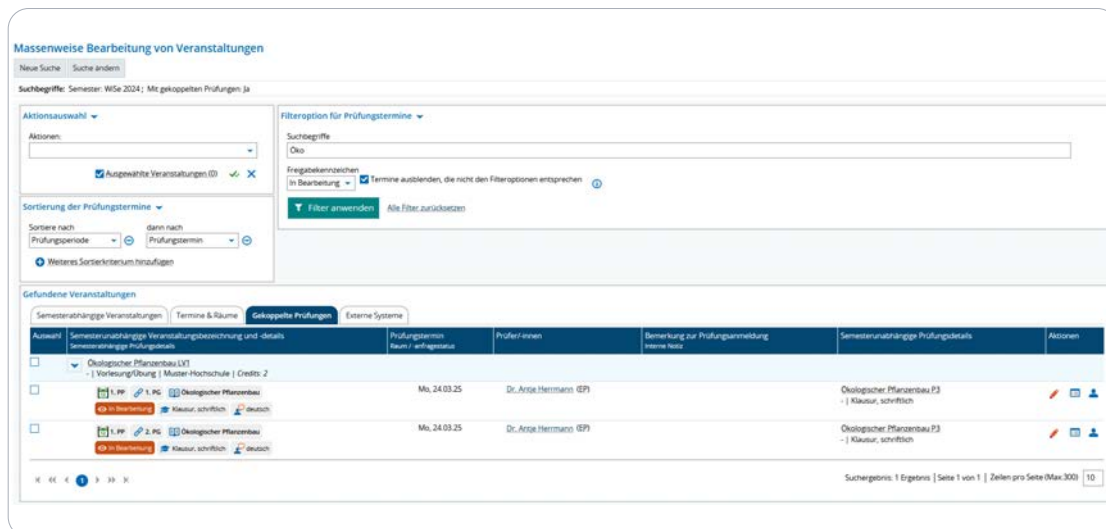 Massenweise Bearbeitung von Veranstaltungen
Neue Suche Suche ändern
Suchbegriffe: Semester: WiSe 2024; Mit gekoppelten Prüfungen: Ja
Aktionsauswahl
Aktionen:
Ausgewählte Veranstaltungen (0)
Sortierung der Prüfungstermine
Sortiere nach dann nach
Prüfungsperiode Prüfungstermin
Weiteres Sortierkriterium hinzufügen
Filteroption für Prüfungstermine
Suchbegriffe
Öko
Freigabekennzeichen
In Bearbeitung Termine ausblenden, die nicht den Filteroptionen entsprechen
Filter anwenden Alle Filter zurücksetzen
Gefundene Veranstaltungen
Semesterabhängige Veranstaltungen Termine & Räume Gekoppelte Prüfungen Externe Systeme
Auswahl Semesterunabhängige Veranstaltungsbezeichnung und -details Prüfungstermin Prüfer/-innen Bemerkung zur Prüfungsanmeldung Semesterunabhängige Prüfungsdetails Aktionen
Semesterabhängige Prüfungsdetails Raum / -anfragestatus Interne Notiz
Ökologischer Pflanzenbau LV1
- | Vorlesung/Übung | Muster-Hochschule | Credits: 2
1. PP 1. PG Ökologischer Pflanzenbau Mo, 24.03.25 Dr. Antje Herrmann (EP) Ökologischer Pflanzenbau P3
In Bearbeitung Klausur, schriftlich deutsch - | Klausur, schriftlich
1. PP 2. PG Ökologischer Pflanzenbau Mo, 24.03.25 Dr. Antje Herrmann (EP) Ökologischer Pflanzenbau P3
In Bearbeitung Klausur, schriftlich deutsch - | Klausur, schriftlich
1 Suchergebnis: 1 Ergebnis | Seite 1 von 1 | Zeilen pro Seite (Max:300) 10